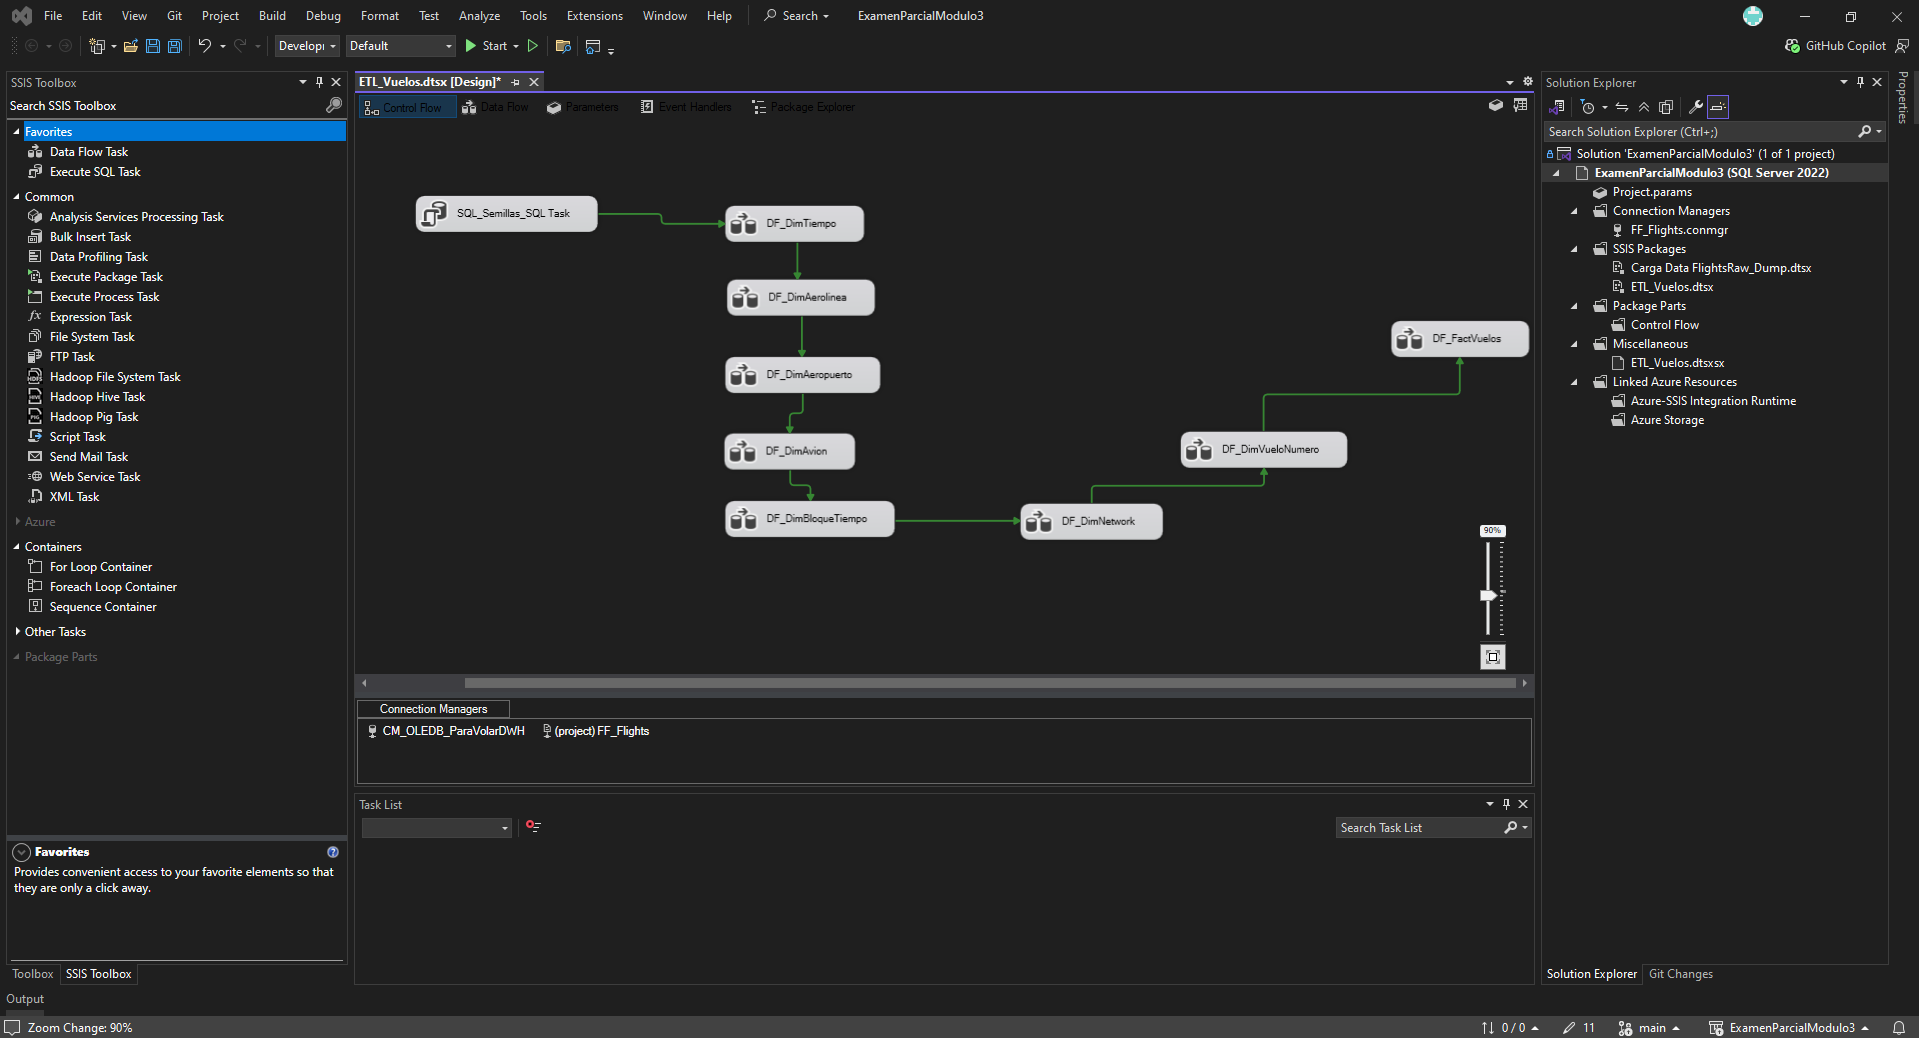 File Edit View Git Project Build Debug Format Test Analyze Tools Extensions Window Help Search ExamenParcialModulo3
Develop Default Start GitHub Copilot
SSIS Toolbox
Search SSIS Toolbox
Favorites
Data Flow Task
Execute SQL Task
Common
Analysis Services Processing Task
Bulk Insert Task
Data Profiling Task
Execute Package Task
Execute Process Task
Expression Task
File System Task
FTP Task
Hadoop File System Task
Hadoop Hive Task
Hadoop Pig Task
Script Task
Send Mail Task
Web Service Task
XML Task
Azure
Containers
For Loop Container
Foreach Loop Container
Sequence Container
Other Tasks
Package Parts
Favorites
Provides convenient access to your favorite elements so that
they are only a click away.
Toolbox SSIS Toolbox
Output
Zoom Change: 90%
ETL_Vuelos.dtsx [Design]*
Control Flow Data Flow Parameters Event Handlers Package Explorer
SQL_Semillas_SQL Task
DF_DimTiempo
DF_DimAerolinea
DF_DimAeropuerto
DF_DimAvion
DF_DimBloqueTiempo
DF_DimNetwork
DF_DimVueloNumero
DF_FactVuelos
90%
Connection Managers
CM_OLEDB_ParaVolarDWH (project) FF_Flights
Task List
Search Task List
Solution Explorer
Search Solution Explorer (Ctrl+;)
Solution 'ExamenParcialModulo3' (1 of 1 project)
ExamenParcialModulo3 (SQL Server 2022)
Project.params
Connection Managers
FF_Flights.conmgr
SSIS Packages
Carga Data FlightsRaw_Dump.dtsx
ETL_Vuelos.dtsx
Package Parts
Control Flow
Miscellaneous
ETL_Vuelos.dtsxsx
Linked Azure Resources
Azure-SSIS Integration Runtime
Azure Storage
Solution Explorer Git Changes
Properties
0 / 0 11 main ExamenParcialModulo3